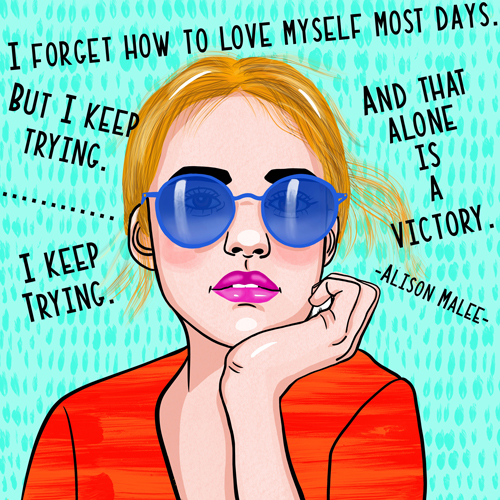 I FORGET HOW TO LOVE MYSELF MOST DAYS.
BUT I KEEP
TRYING.
..............
I KEEP
TRYING.
AND THAT
ALONE
IS
A
VICTORY.
-ALISON MALEE-